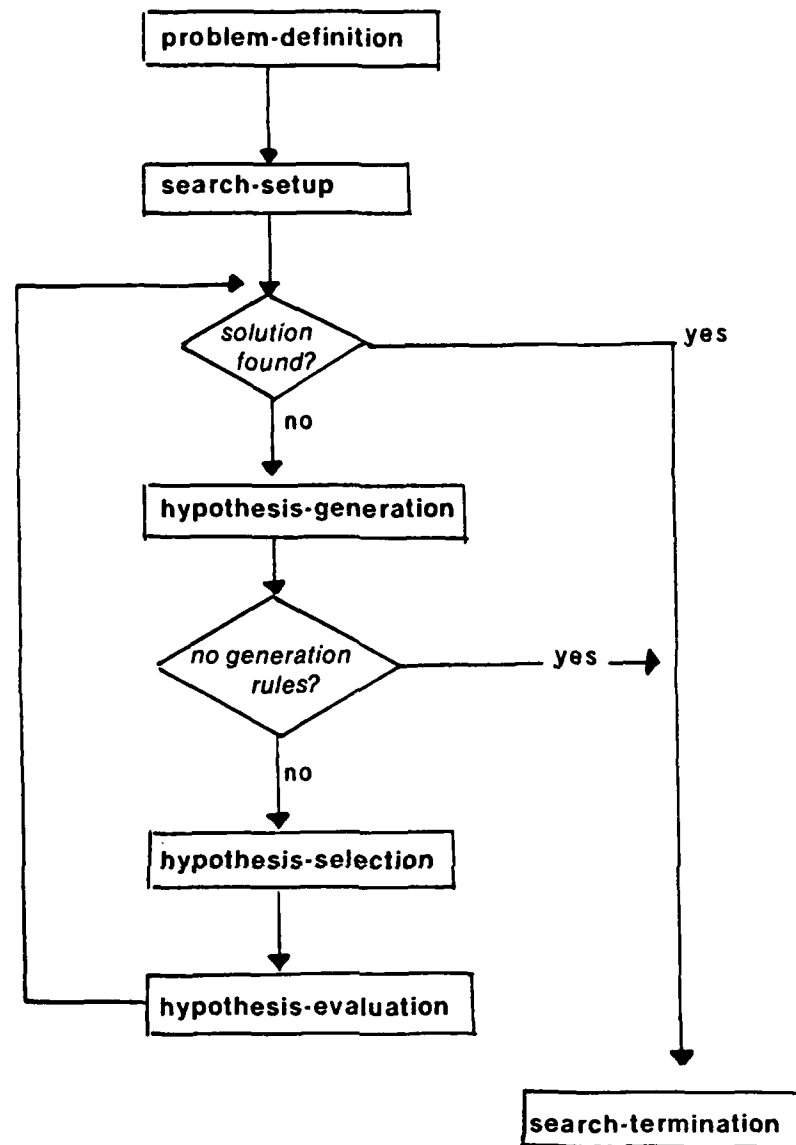 problem-definition
search-setup
solution
found?
yes
no
hypothesis-generation
no generation
rules?
yes
no
hypothesis-selection
hypothesis-evaluation
search-termination